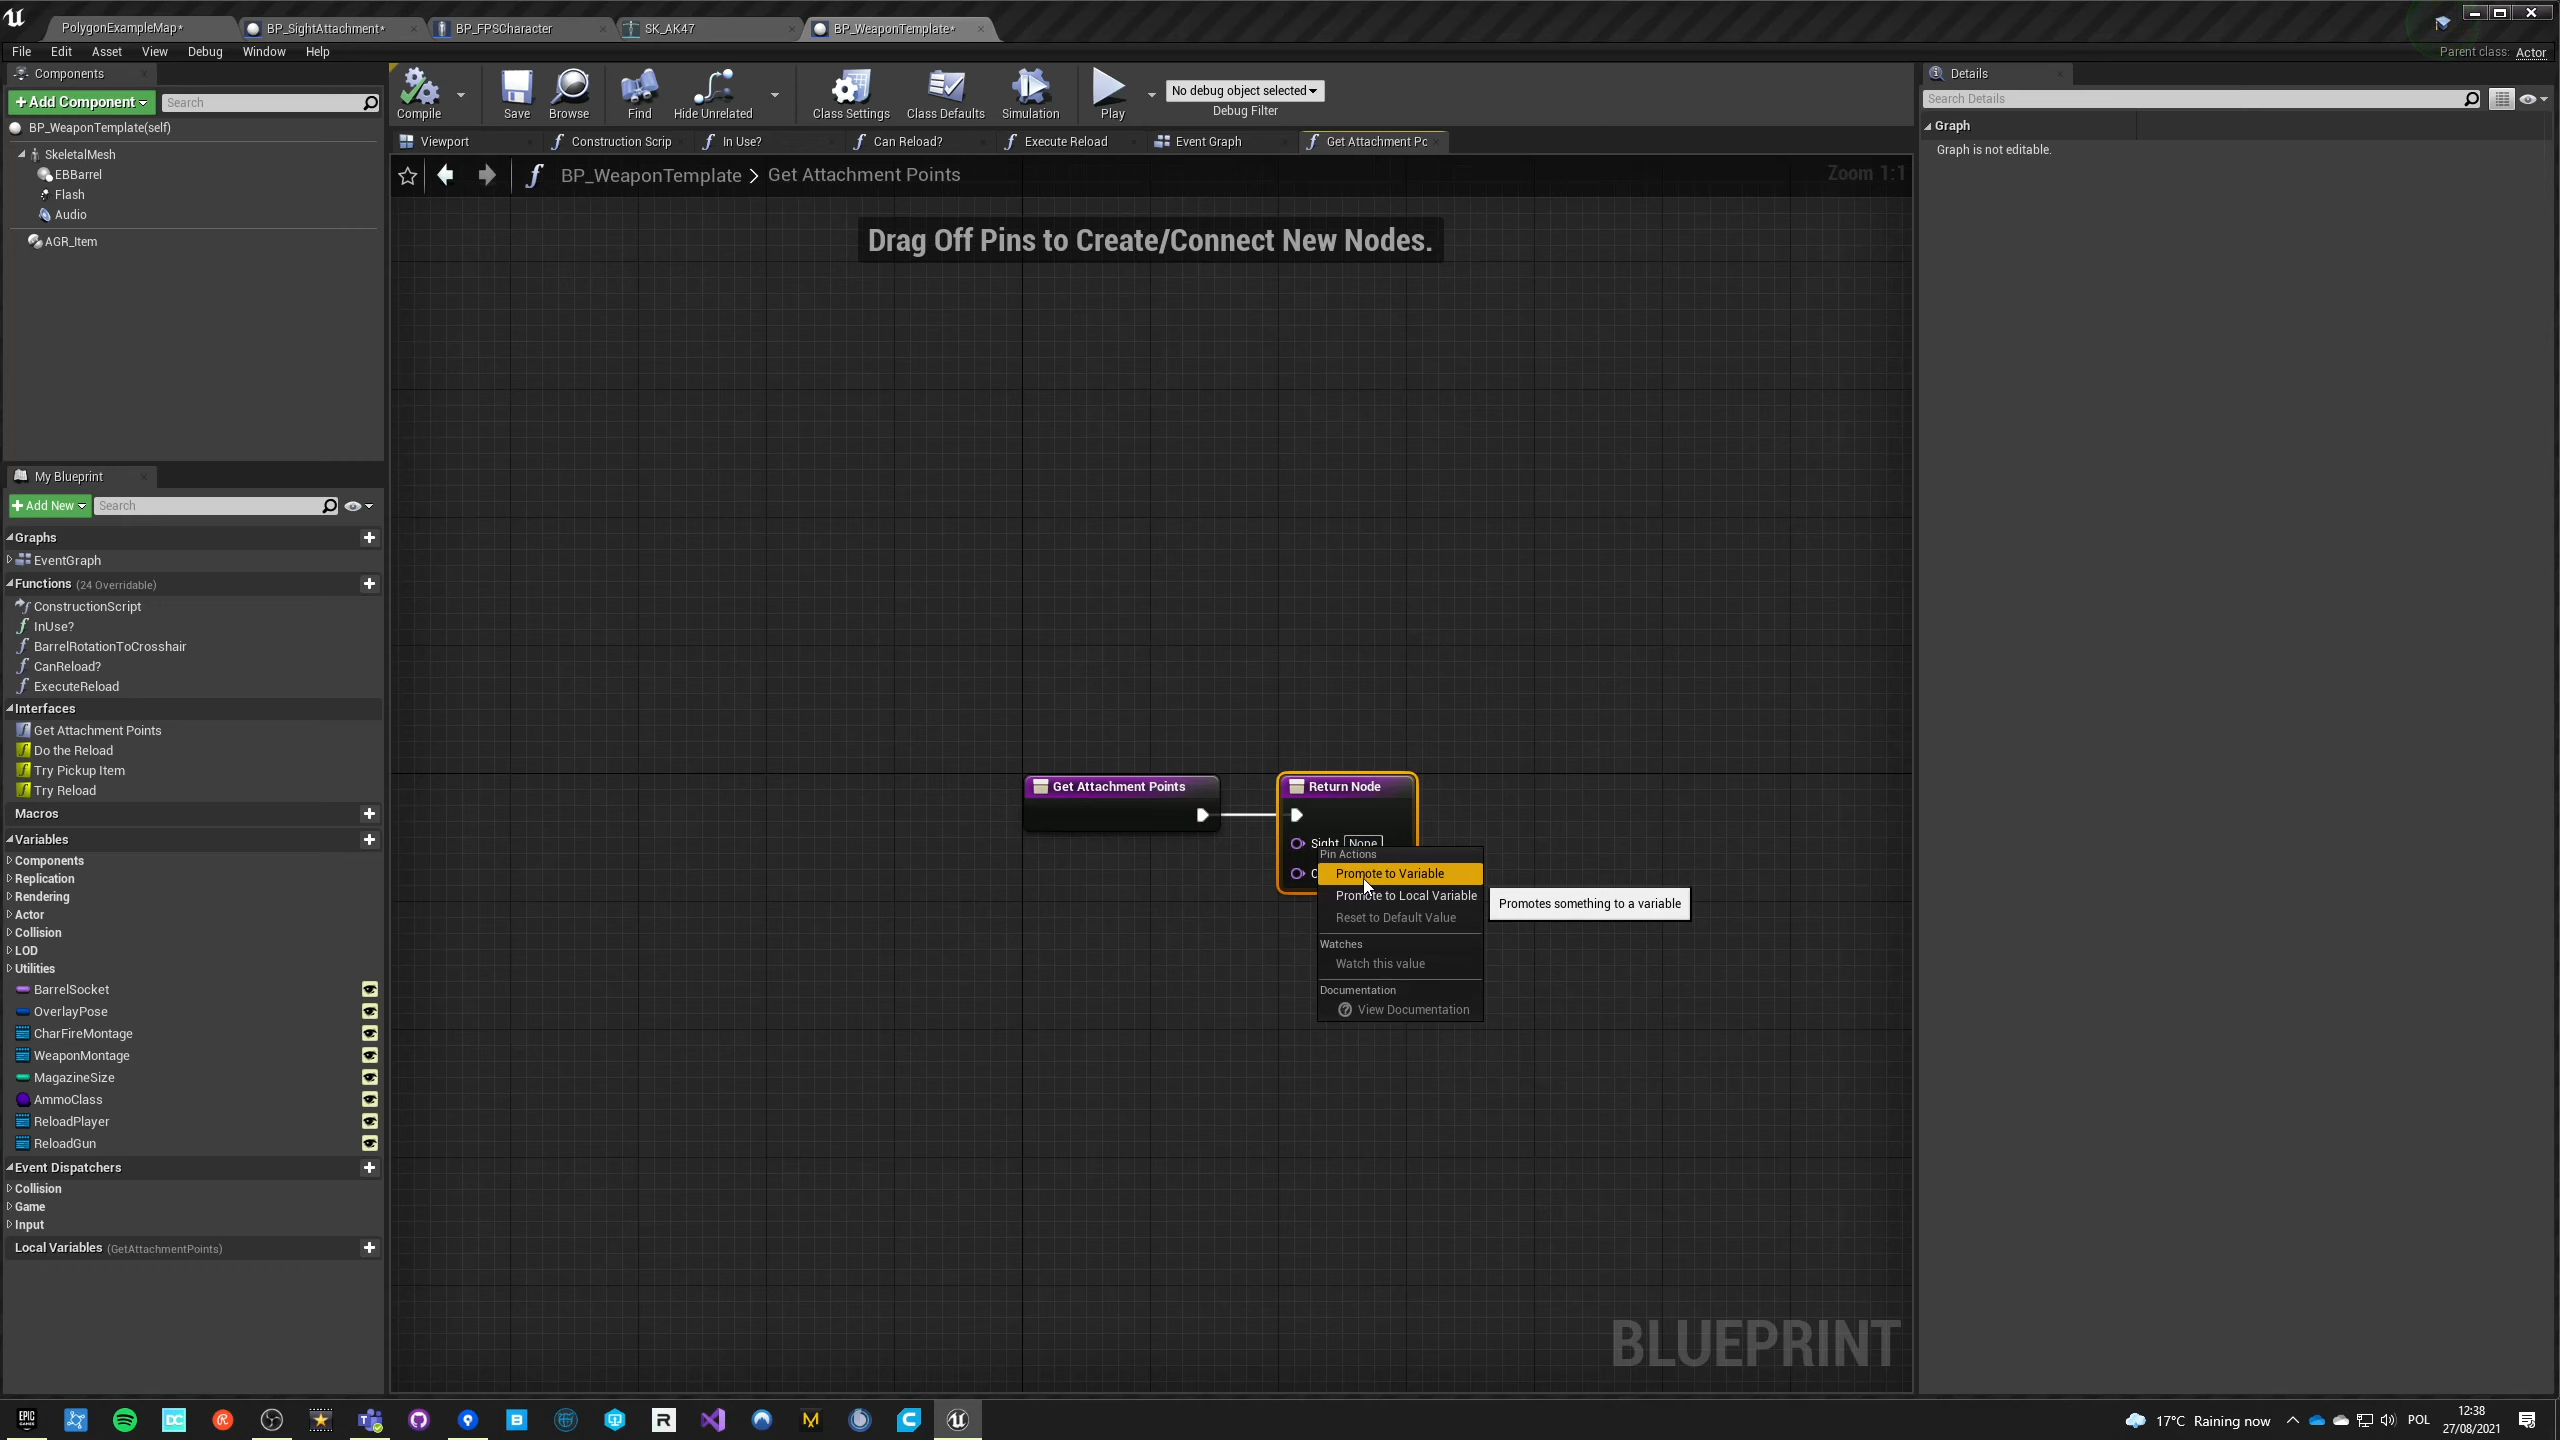 PolygonExampleMap*
BP_SightAttachment*
BP_FPSCharacter
SK_AK47
BP_WeaponTemplate*
File Edit Asset View Debug Window Help
Parent class: Actor
Components
+Add Component
Search
BP_WeaponTemplate(self)
SkeletalMesh
EBBarrel
Flash
Audio
AGR_Item
Compile
Save
Browse
Find
Hide Unrelated
Class Settings
Class Defaults
Simulation
Play
No debug object selected
Debug Filter
Viewport
Construction Scrip
In Use?
Can Reload?
Execute Reload
Event Graph
Get Attachment Pc
BP_WeaponTemplate > Get Attachment Points
Zoom 1:1
Drag Off Pins to Create/Connect New Nodes.
Details
Search Details
Graph
Graph is not editable.
My Blueprint
+Add New
Search
Graphs
EventGraph
Functions (24 Overridable)
ConstructionScript
InUse?
BarrelRotationToCrosshair
CanReload?
ExecuteReload
Interfaces
Get Attachment Points
Do the Reload
Try Pickup Item
Try Reload
Macros
Variables
Components
Replication
Rendering
Actor
Collision
LOD
Utilities
BarrelSocket
OverlayPose
CharFireMontage
WeaponMontage
MagazineSize
AmmoClass
ReloadPlayer
ReloadGun
Event Dispatchers
Collision
Game
Input
Local Variables (GetAttachmentPoints)
Get Attachment Points
Return Node
Sight None
Pin Actions
Promote to Variable
Promote to Local Variable
Reset to Default Value
Watches
Watch this value
Documentation
View Documentation
Promotes something to a variable
BLUEPRINT
EPIC GAMES
DC
17°C Raining now
POL
12:38
27/08/2021